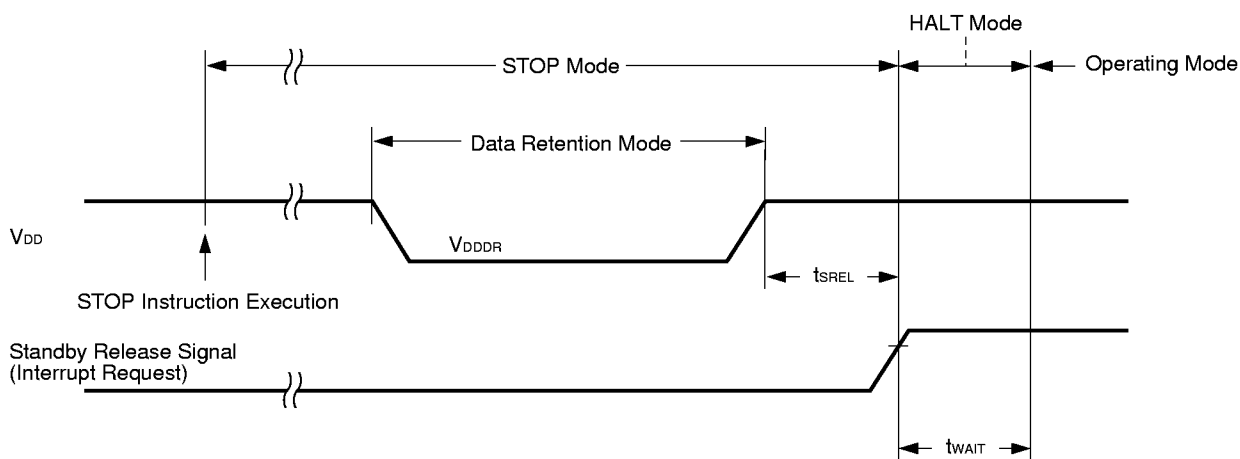 HALT Mode
STOP Mode
Operating Mode
Data Retention Mode
VDD
VDDDR
tSREL
STOP Instruction Execution
Standby Release Signal
(Interrupt Request)
tWAIT